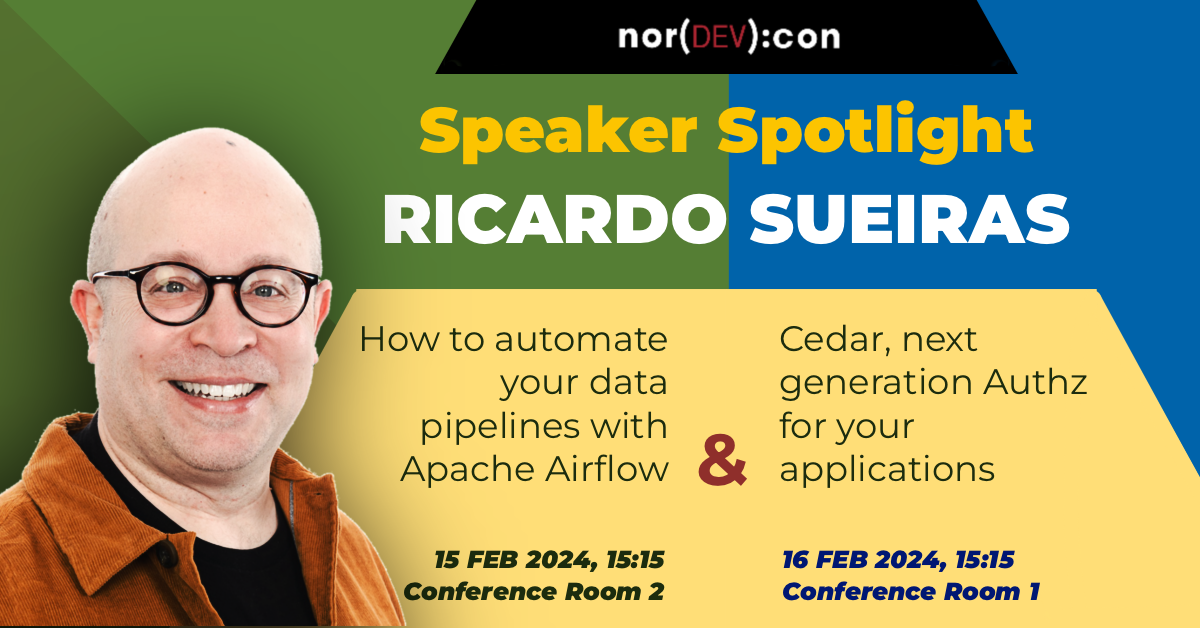 nor(DEV):con
Speaker Spotlight
RICARDO SUEIRAS
How to automate
your data
pipelines with
Apache Airflow
&
Cedar, next
generation Authz
for your
applications
15 FEB 2024, 15:15
Conference Room 2
16 FEB 2024, 15:15
Conference Room 1